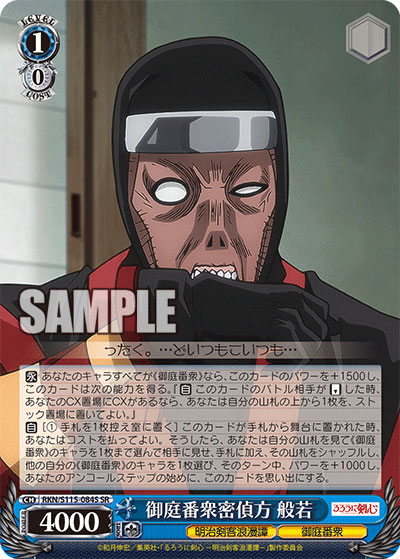 LEVEL
1
0
COST
SAMPLE
ったく。…どいつもこいつも…
永 あなたのキャラすべてが《御庭番衆》なら、このカードのパワーを+1500し、
このカードは次の能力を得る。『自 このカードのバトル相手が した時、
あなたのCX置場にCXがあるなら、あなたは自分の山札の上から1枚を、スト
ック置場に置いてよい。』
自 [① 手札を1枚控え室に置く] このカードが手札から舞台に置かれた時、
あなたはコストを払ってよい。そうしたら、あなたは自分の山札を見て《御庭
番衆》のキャラを1枚まで選んで相手に見せ、手札に加え、その山札をシャッフルし、
他の自分の《御庭番衆》のキャラを1枚選び、そのターン中、パワーを+1000。
あなたのアンコールステップの始めに、このカードを思い出にする。
CH
RKN/S115-084S SR
4000
御庭番衆密偵方 般若
るろうに剣心
明治剣客浪漫譚
御庭番衆
©和月伸宏/集英社・「るろうに剣心 -明治剣客浪漫譚-」製作委員会